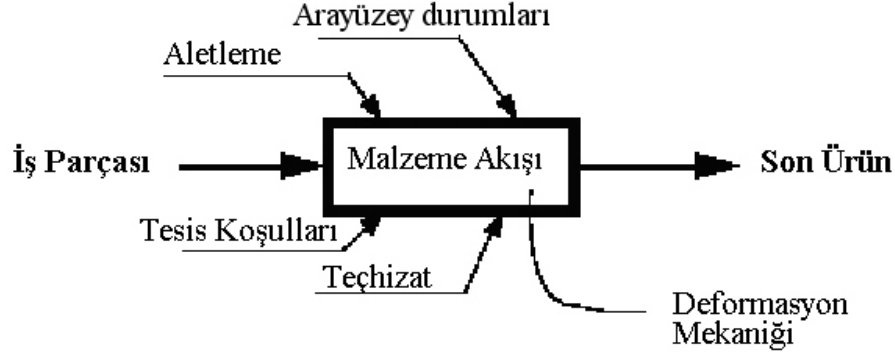 Arayüzey durumları
Aletleme
İş Parçası
Malzeme Akışı
Son Ürün
Tesis Koşulları
Teçhizat
Deformasyon
Mekaniği